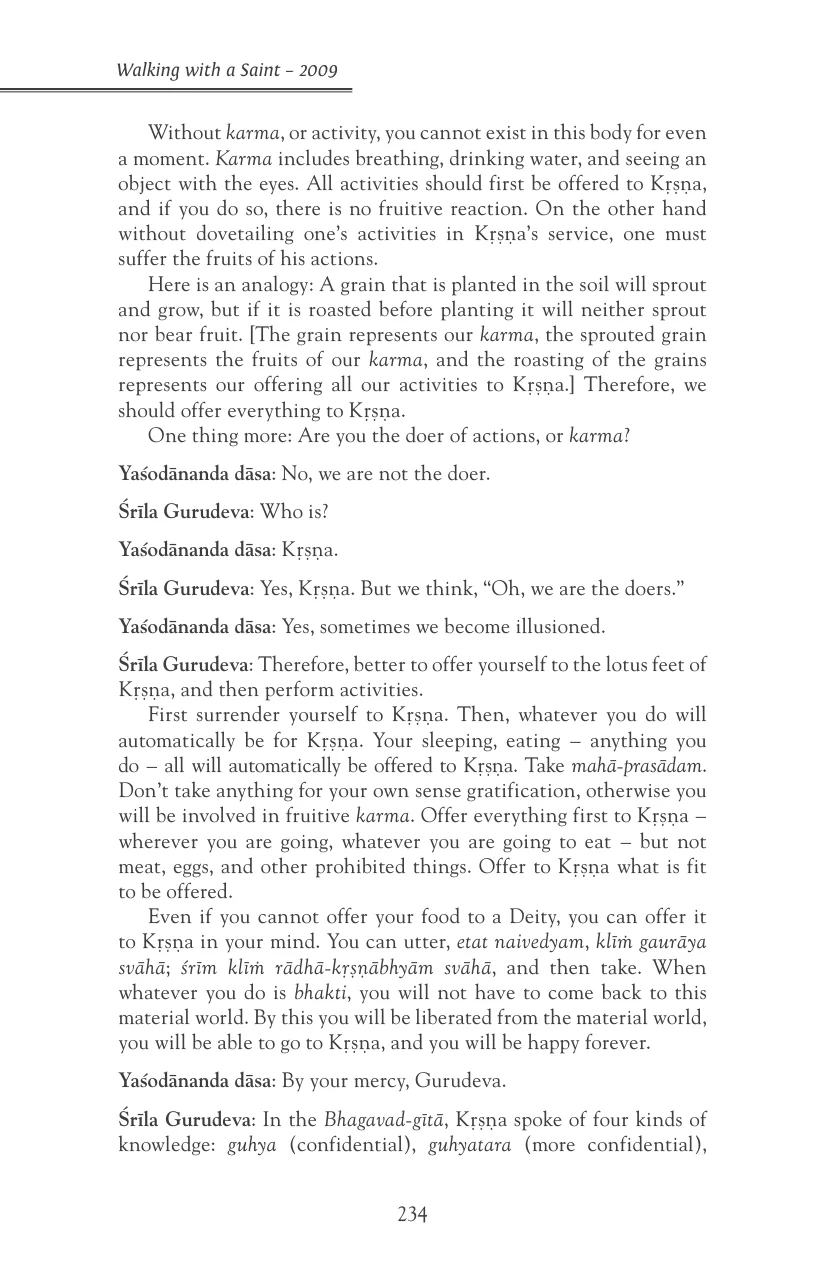 Walking with a Saint – 2009
Without karma, or activity, you cannot exist in this body for even
a moment. Karma includes breathing, drinking water, and seeing an
object with the eyes. All activities should first be offered to Kṛṣṇa,
and if you do so, there is no fruitive reaction. On the other hand
without dovetailing one’s activities in Kṛṣṇa’s service, one must
suffer the fruits of his actions.
Here is an analogy: A grain that is planted in the soil will sprout
and grow, but if it is roasted before planting it will neither sprout
nor bear fruit. [The grain represents our karma, the sprouted grain
represents the fruits of our karma, and the roasting of the grains
represents our offering all our activities to Kṛṣṇa.] Therefore, we
should offer everything to Kṛṣṇa.
One thing more: Are you the doer of actions, or karma?
Yaśodānanda dāsa: No, we are not the doer.
Śrīla Gurudeva: Who is?
Yaśodānanda dāsa: Kṛṣṇa.
Śrīla Gurudeva: Yes, Kṛṣṇa. But we think, “Oh, we are the doers.”
Yaśodānanda dāsa: Yes, sometimes we become illusioned.
Śrīla Gurudeva: Therefore, better to offer yourself to the lotus feet of
Kṛṣṇa, and then perform activities.
First surrender yourself to Kṛṣṇa. Then, whatever you do will
automatically be for Kṛṣṇa. Your sleeping, eating – anything you
do – all will automatically be offered to Kṛṣṇa. Take mahā-prasādam.
Don’t take anything for your own sense gratification, otherwise you
will be involved in fruitive karma. Offer everything first to Kṛṣṇa –
wherever you are going, whatever you are going to eat – but not
meat, eggs, and other prohibited things. Offer to Kṛṣṇa what is fit
to be offered.
Even if you cannot offer your food to a Deity, you can offer it
to Kṛṣṇa in your mind. You can utter, etat naivedyam, klīṁ gaurāya
svāhā; śrīm klīṁ rādhā-kṛṣṇābhyām svāhā, and then take. When
whatever you do is bhakti, you will not have to come back to this
material world. By this you will be liberated from the material world,
you will be able to go to Kṛṣṇa, and you will be happy forever.
Yaśodānanda dāsa: By your mercy, Gurudeva.
Śrīla Gurudeva: In the Bhagavad-gītā, Kṛṣṇa spoke of four kinds of
knowledge: guhya (confidential), guhyatara (more confidential),
234